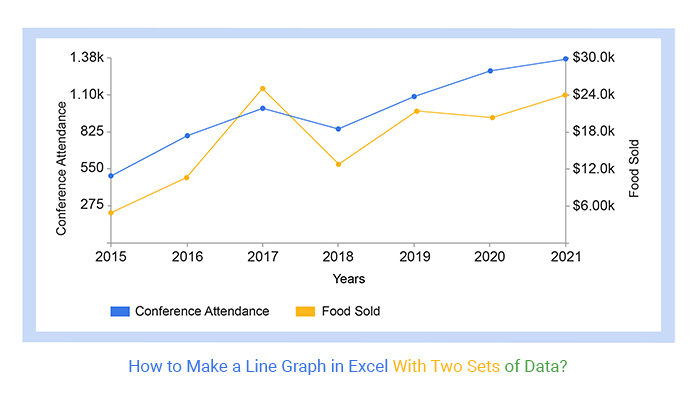 1.38k
1.10k
825
550
275
Conference Attendance
$30.0k
$24.0k
$18.0k
$12.0k
$6.00k
Food Sold
2015 2016 2017 2018 2019 2020 2021
Years
Conference Attendance Food Sold
How to Make a Line Graph in Excel With Two Sets of Data?